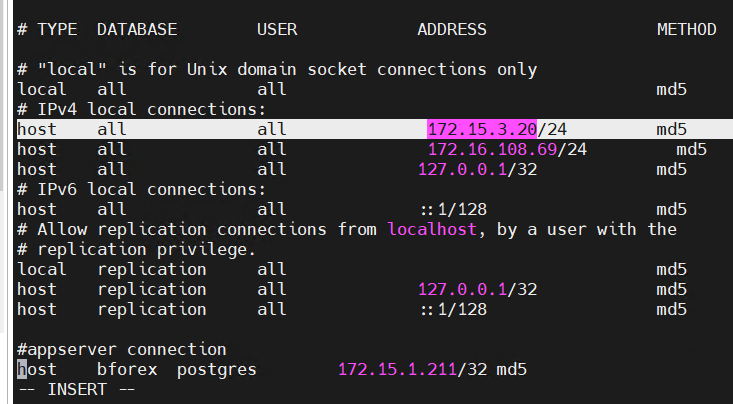 # TYPE  DATABASE        USER            ADDRESS                 METHOD
# "local" is for Unix domain socket connections only
local   all             all                                     md5
# IPv4 local connections:
host    all             all              172.15.3.20/24         md5
host    all             all              172.16.108.69/24         md5
host    all             all             127.0.0.1/32            md5
# IPv6 local connections:
host    all             all             ::1/128                 md5
# Allow replication connections from localhost, by a user with the
# replication privilege.
local   replication     all                                     md5
host    replication     all             127.0.0.1/32            md5
host    replication     all             ::1/128                 md5
#appserver connection
host    bforex  postgres        172.15.1.211/32 md5
-- INSERT --